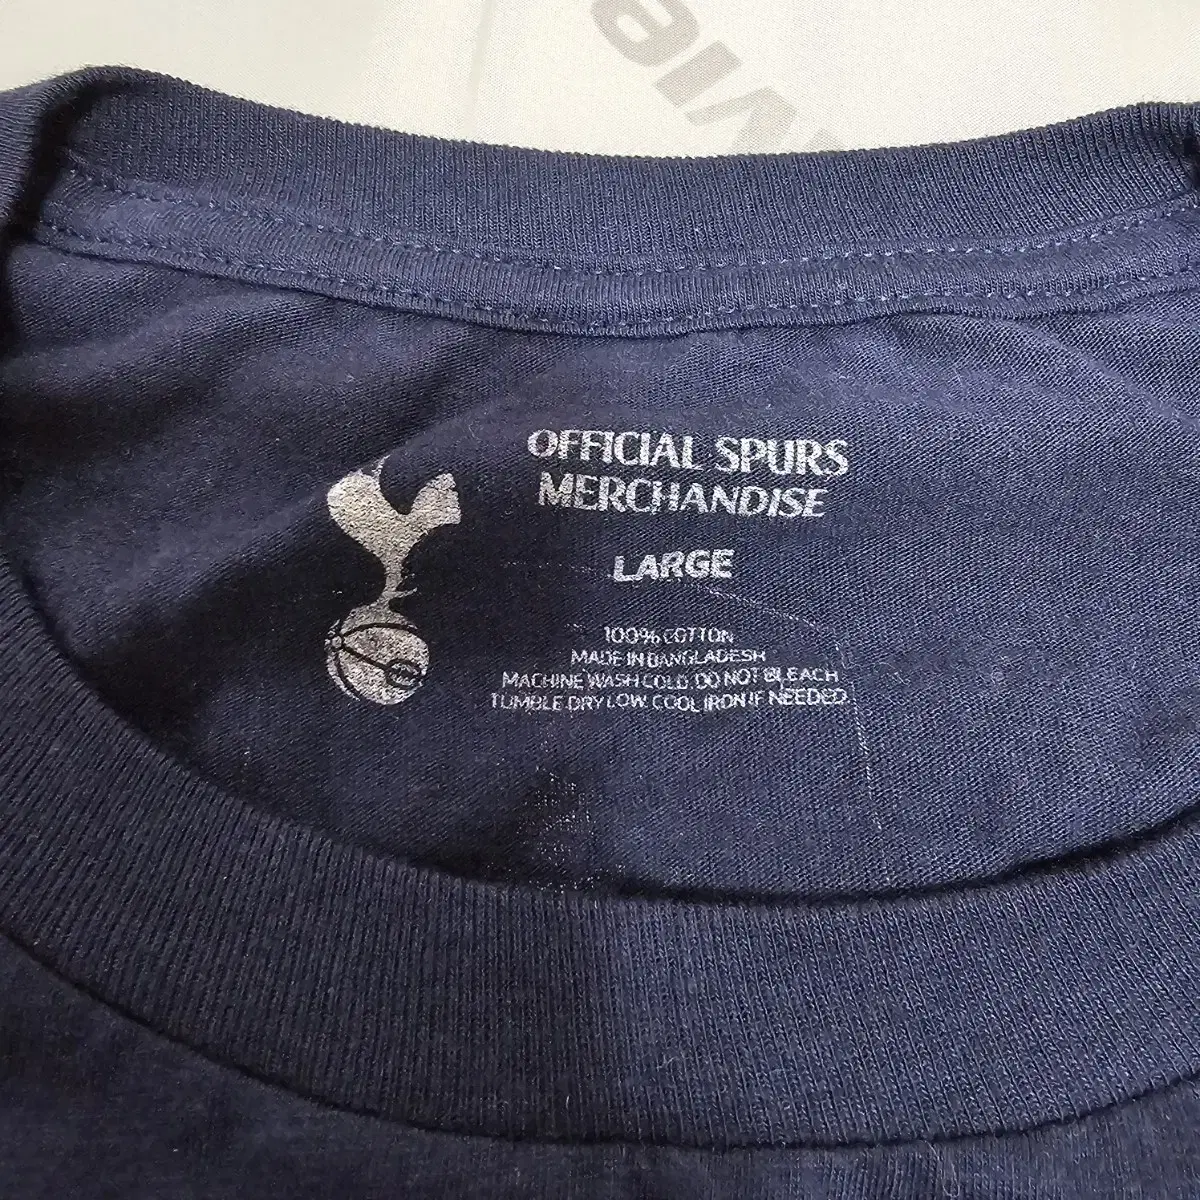 OFFICIAL SPURS
MERCHANDISE
LARGE
100% COTTON
MADE IN BANGLADESH
MACHINE WASH COLD. DO NOT BLEACH
TUMBLE DRY LOW. COOL IRON IF NEEDED.